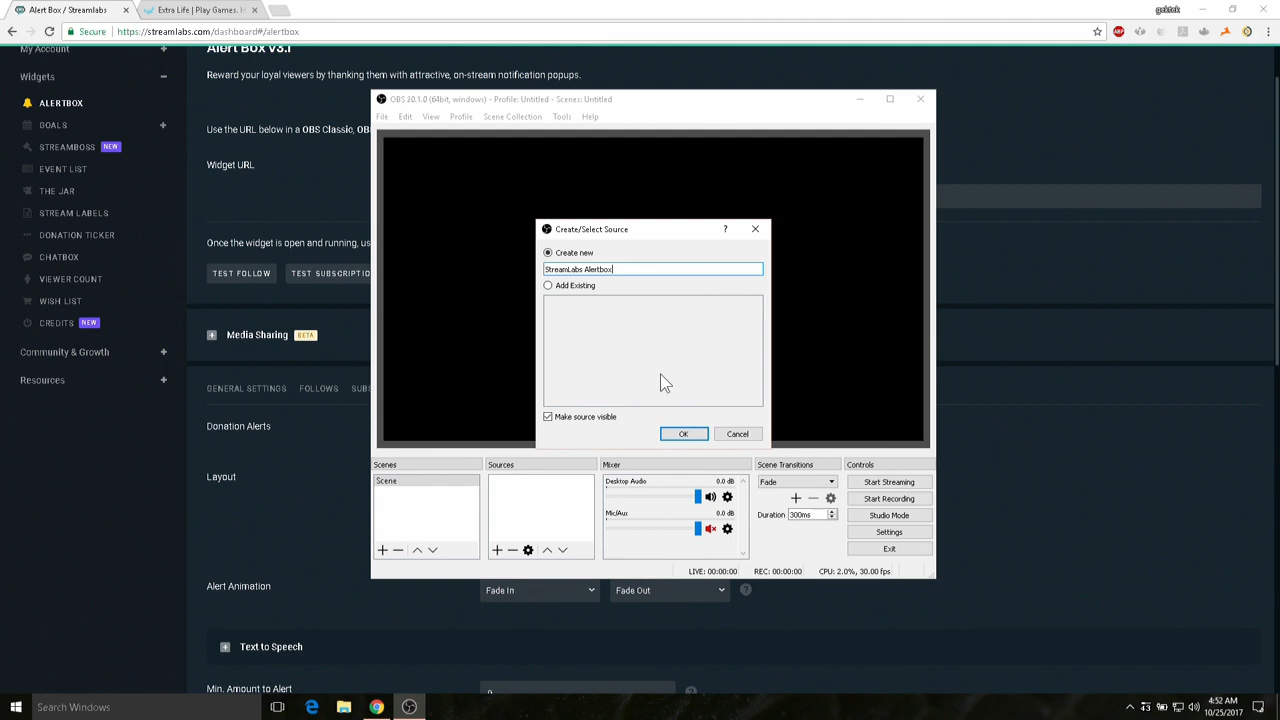 Alert Box / Streamlabs
Extra Life | Play Games. H
gektek
Secure
https://streamlabs.com/dashboard#/alertbox
ABP
My Account
Widgets
ALERTBOX
GOALS
STREAMBOSS NEW
EVENT LIST
THE JAR
STREAM LABELS
DONATION TICKER
CHATBOX
VIEWER COUNT
WISH LIST
CREDITS NEW
Community & Growth
Resources
Alert Box v3.1
Reward your loyal viewers by thanking them with attractive, on-stream notification popups.
Use the URL below in a OBS Classic, OB
Widget URL
Once the widget is open and running, us
TEST FOLLOW
TEST SUBSCRIPTIO
Media Sharing BETA
GENERAL SETTINGS FOLLOWS SUB
Donation Alerts
Layout
Alert Animation
Fade In
Fade Out
?
Text to Speech
Min. Amount to Alert
OBS 20.1.0 (64bit, windows) - Profile: Untitled - Scenes: Untitled
File Edit View Profile Scene Collection Tools Help
Create/Select Source
?
Create new
StreamLabs Alertbox
Add Existing
Make source visible
OK
Cancel
Scenes
Scene
Sources
Mixer
Desktop Audio 0.0 dB
Mic/Aux 0.0 dB
Scene Transitions
Fade
Duration 300ms
Controls
Start Streaming
Start Recording
Studio Mode
Settings
Exit
LIVE: 00:00:00
REC: 00:00:00
CPU: 2.0%, 30.00 fps
Search Windows
4:52 AM
10/25/2017